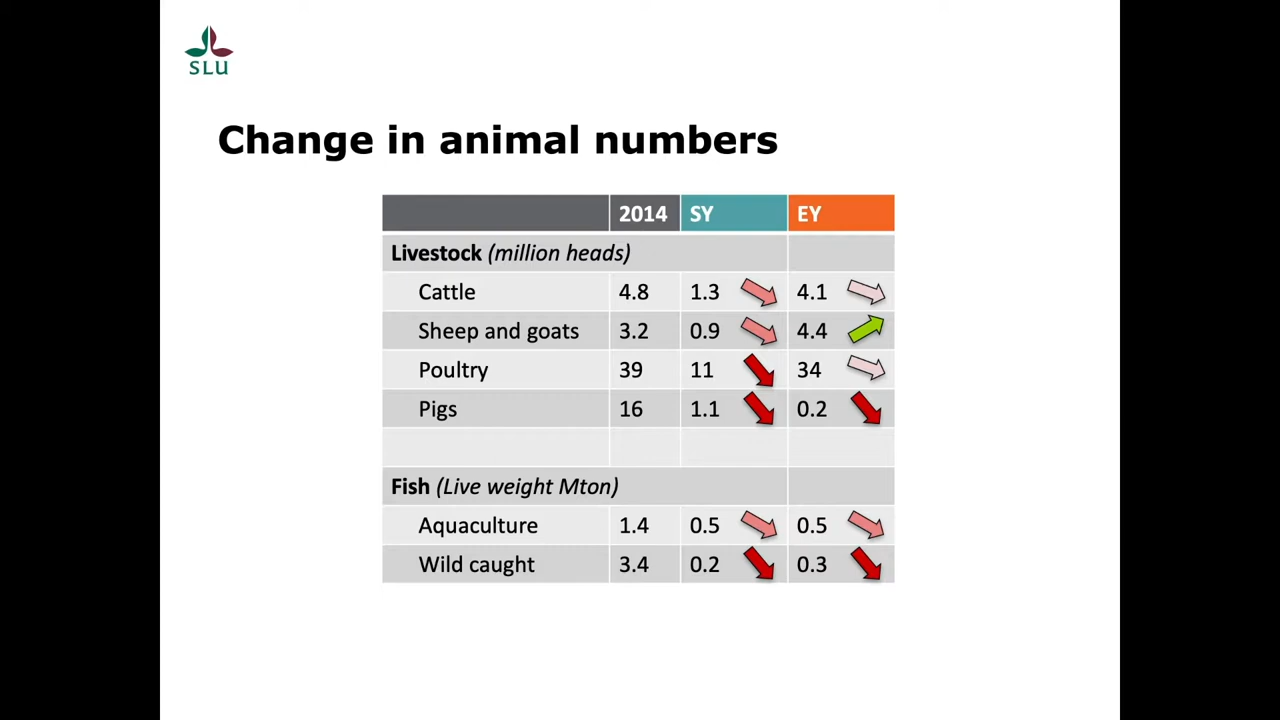 SLU
Change in animal numbers
2014 SY EY
Livestock (million heads)
Cattle 4.8 1.3 4.1
Sheep and goats 3.2 0.9 4.4
Poultry 39 11 34
Pigs 16 1.1 0.2
Fish (Live weight Mton)
Aquaculture 1.4 0.5 0.5
Wild caught 3.4 0.2 0.3